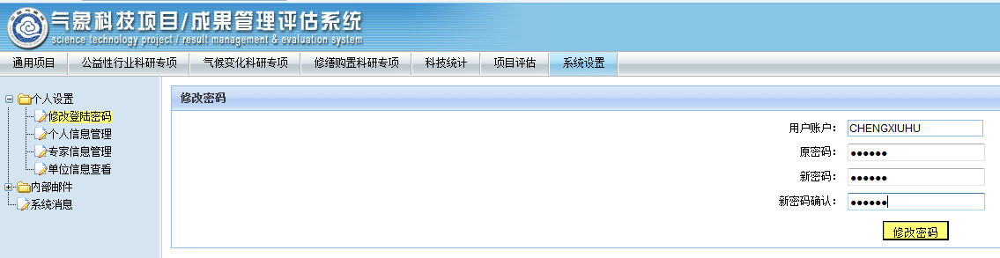 气象科技项目/成果管理评估系统
science technology project / result management & evaluation system
通用项目 公益性行业科研专项 气候变化科研专项 修缮购置科研专项 科技统计 项目评估 系统设置
个人设置
修改登陆密码
个人信息管理
专家信息管理
单位信息查看
内部邮件
系统消息
修改密码
用户账户： CHENGXIUHU
原密码： ●●●●●●
新密码： ●●●●●●
新密码确认： ●●●●●●
修改密码